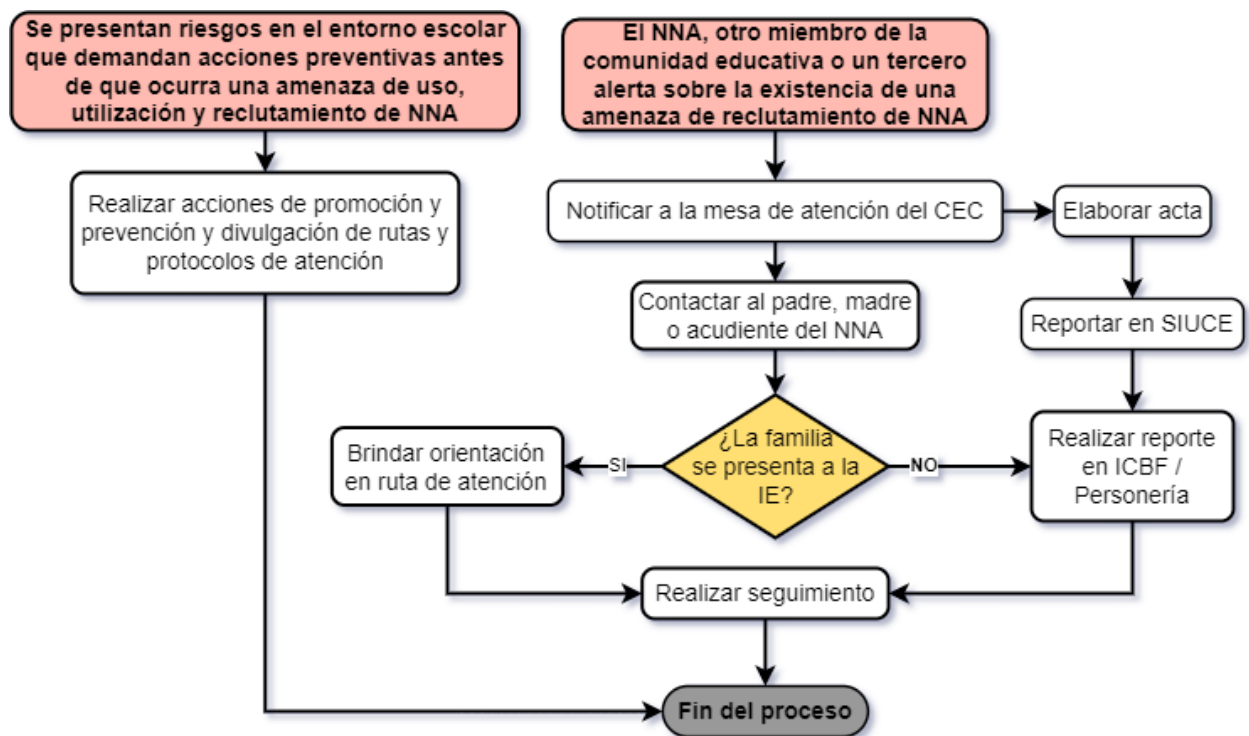 Se presentan riesgos en el entorno escolar
que demandan acciones preventivas antes
de que ocurra una amenaza de uso,
utilización y reclutamiento de NNA
El NNA, otro miembro de la
comunidad educativa o un tercero
alerta sobre la existencia de una
amenaza de reclutamiento de NNA
Realizar acciones de promoción y
prevención y divulgación de rutas y
protocolos de atención
Notificar a la mesa de atención del CEC
Elaborar acta
Contactar al padre, madre
o acudiente del NNA
Reportar en SIUCE
¿La familia
se presenta a la
IE?
SI
NO
Brindar orientación
en ruta de atención
Realizar reporte
en ICBF /
Personería
Realizar seguimiento
Fin del proceso